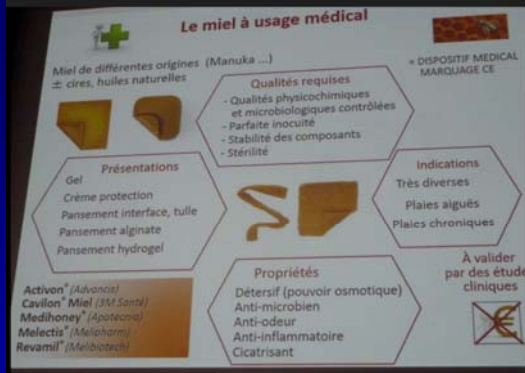 Le miel à usage médical
Miel de différentes origines (Manuka ...)
± cires, huiles naturelles
= DISPOSITIF MEDICAL
MARQUAGE CE
Qualités requises
- Qualités physicochimiques
et microbiologiques contrôlées
- Parfaite inocuité
- Stabilité des composants
- Stérilité
Présentations
Gel
Crème protection
Pansement interface, tulle
Pansement alginate
Pansement hydrogel
Indications
Très diverses
Plaies aiguës
Plaies chroniques
Propriétés
Détersif (pouvoir osmotique)
Anti-microbien
Anti-odeur
Anti-inflammatoire
Cicatrisant
À valider
par des étude
cliniques
Activon* (Advancis)
Cavilon* Miel (3M Santé)
Medihoney* (Apotecnia)
Melectis* (Melipharm)
Revamil* (Melibiotech)
€